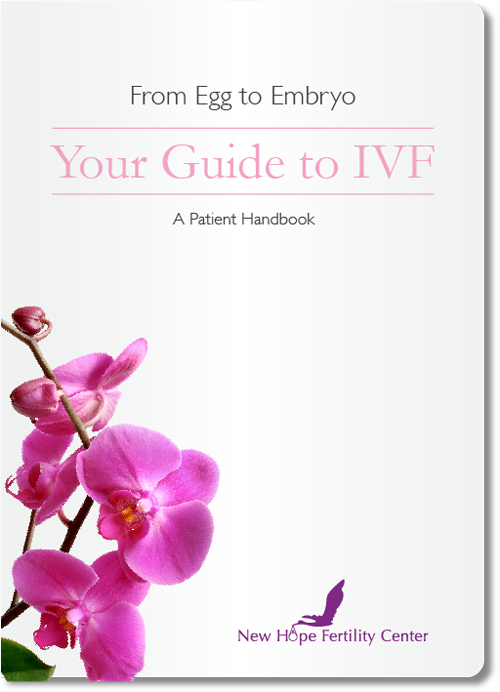 From Egg to Embryo
Your Guide to IVF
A Patient Handbook
New Hope Fertility Center